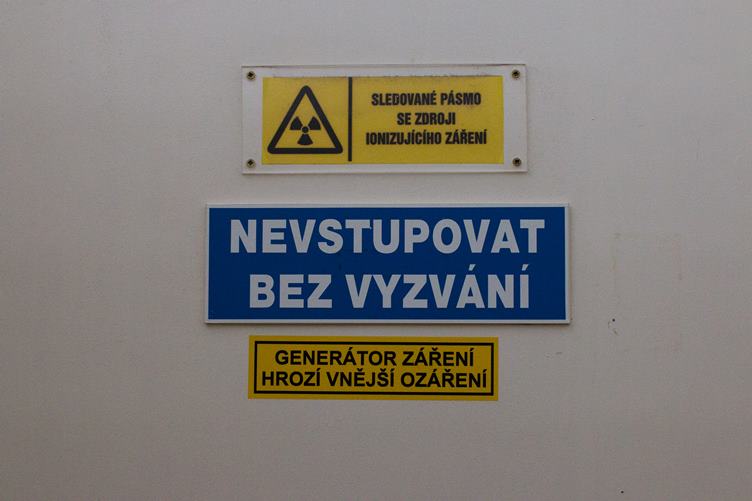 SLEDOVANÉ PÁSMO
SE ZDROJI
IONIZUJÍCÍHO ZÁŘENÍ
NEVSTUPOVAT
BEZ VYZVÁNÍ
GENERÁTOR ZÁŘENÍ
HROZÍ VNĚJŠÍ OZÁŘENÍ